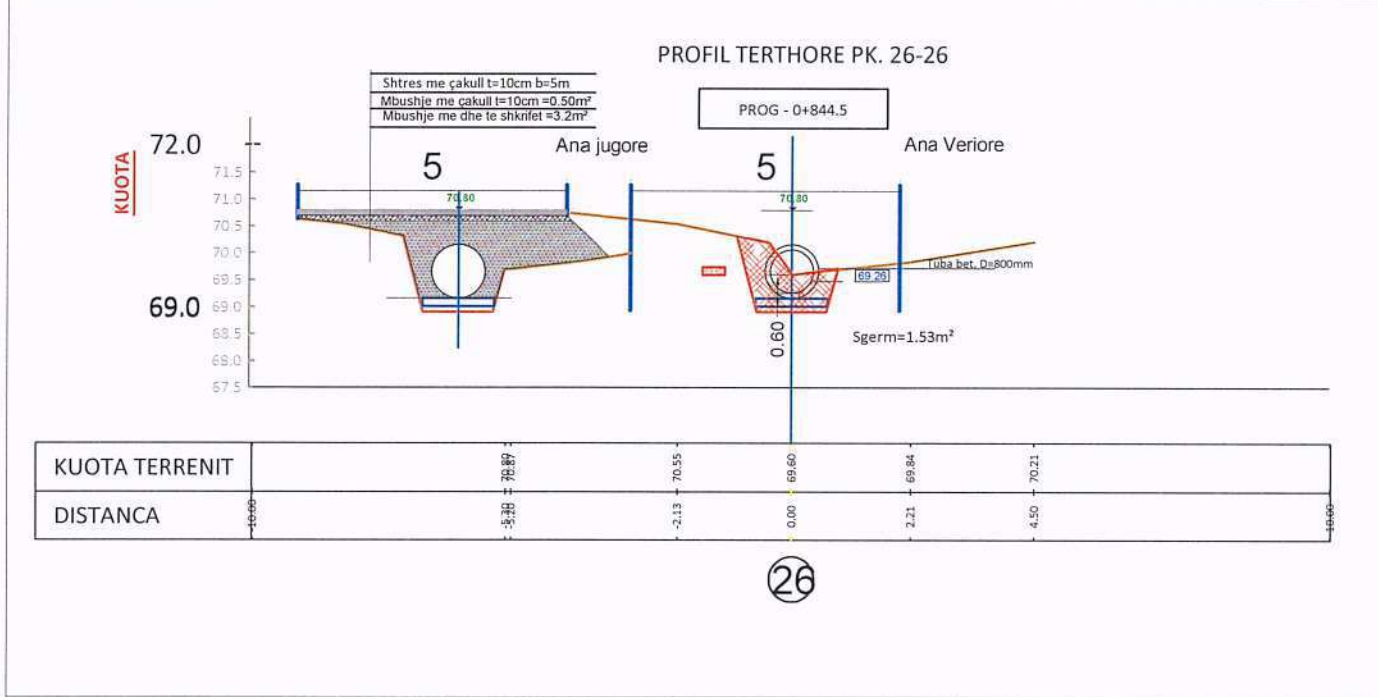 PROFIL TERTHORE PK. 26-26
Shtres me çakull t=10cm b=5m
Mbushje me çakull t=10cm =0.50m²
Mbushje me dhe te shkrifet =3.2m²
PROG - 0+844.5
KUOTA
72.0
71.5
71.0
70.5
70.0
69.5
69.0
69.0
68.5
68.0
67.5
5
Ana jugore
5
Ana Veriore
70.80
70.80
Tuba bet. D=800mm
69.26
0.60
Sgerm=1.53m²
KUOTA TERRENIT
70.87
70.55
69.60
69.84
70.21
DISTANCA
-10.00
-2.13
0.00
2.21
4.50
10.00
26